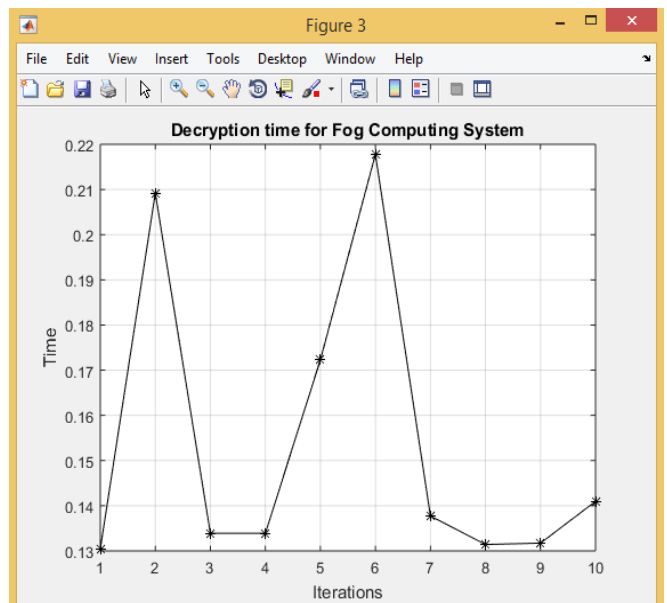 Figure 3
File Edit View Insert Tools Desktop Window Help
Decryption time for Fog Computing System
0.22
0.21
0.2
0.19
0.18
0.17
0.16
0.15
0.14
0.13
Time
1 2 3 4 5 6 7 8 9 10
Iterations